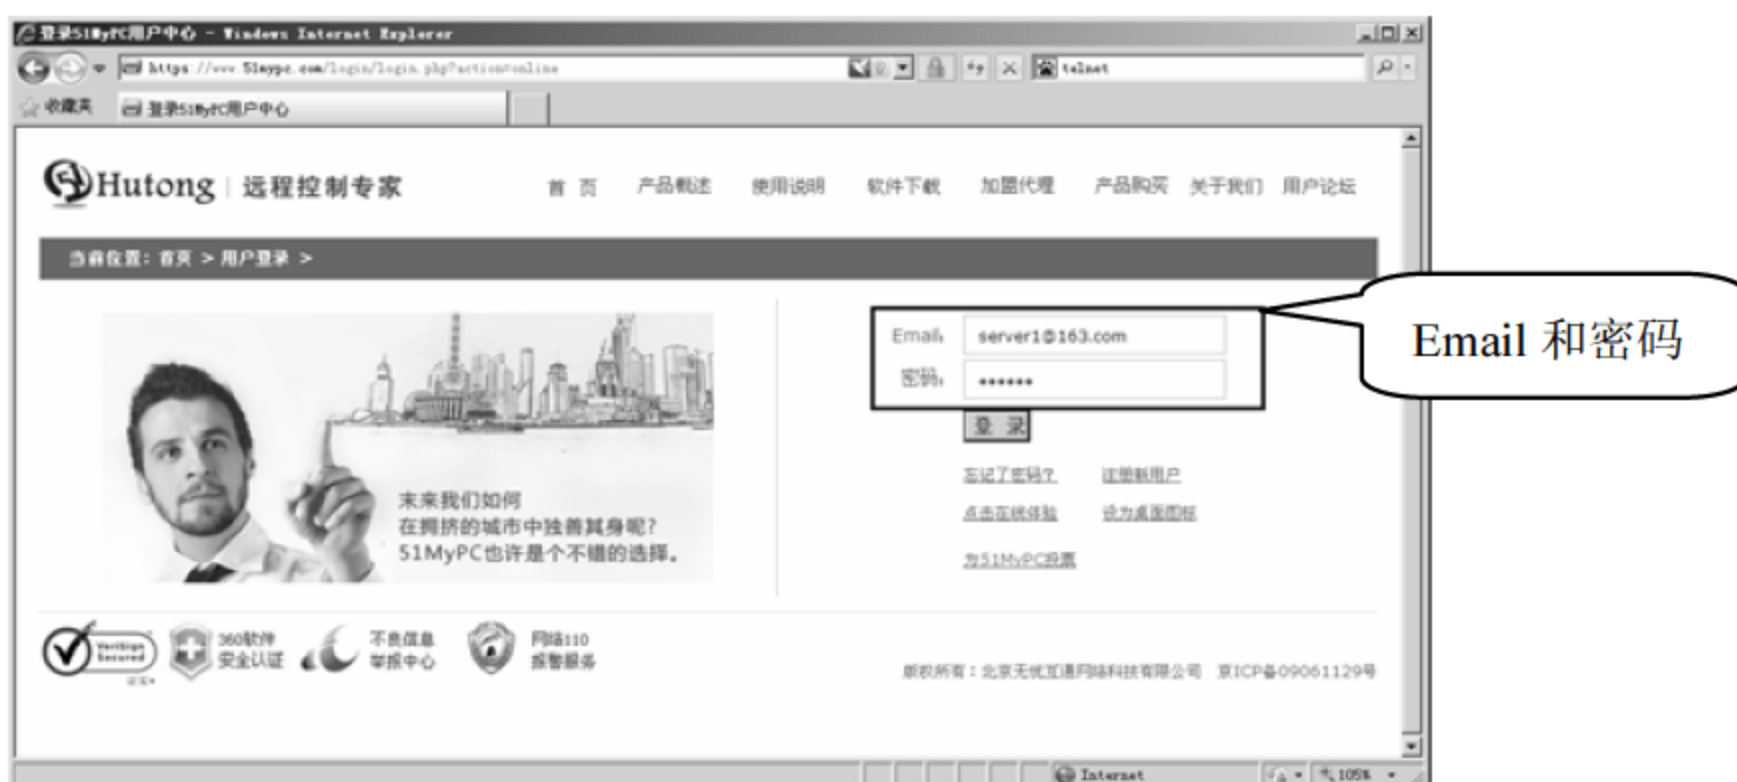 登录51MyPC用户中心 - Windows Internet Explorer
https://www.51mypc.com/login/login.php?action=online
telnet
收藏夹
登录51MyPC用户中心
51Hutong 远程控制专家
首 页 产品概述 使用说明 软件下载 加盟代理 产品购买 关于我们 用户论坛
当前位置：首页 > 用户登录 >
Email: server1@163.com
密码: ••••••
Email 和密码
登 录
忘记了密码? 注册新用户
点击在线体验 设为桌面图标
为51MyPC投票
未来我们如何
在拥挤的城市中独善其身呢?
51MyPC也许是个不错的选择。
VeriSign
Secured
360软件
安全认证
不良信息
举报中心
网络110
报警服务
版权所有：北京无忧互通网络科技有限公司 京ICP备09061129号
Internet
105%